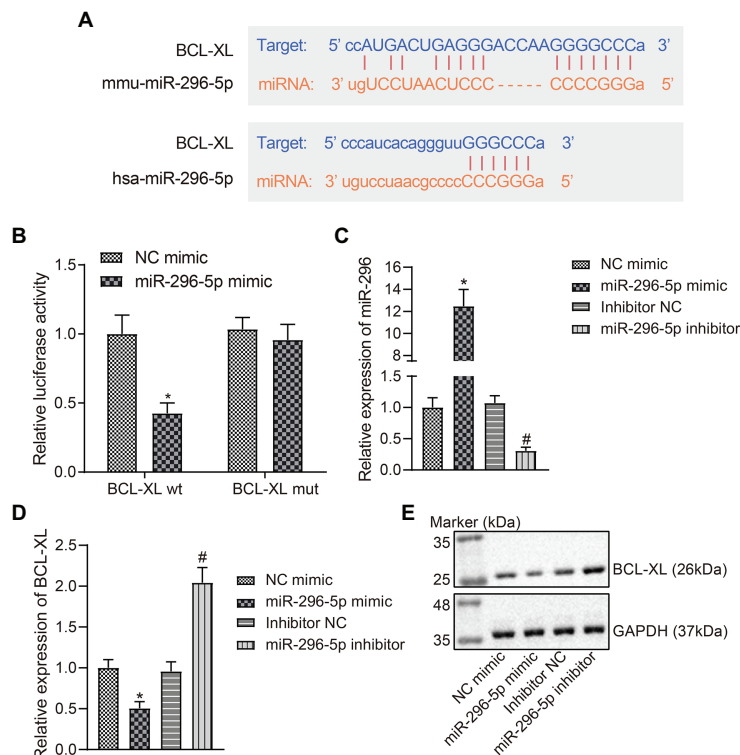 A
BCL-XL Target: 5' ccAUGACUGAGGGACCAAGGGGCCCa 3'
mmu-miR-296-5p miRNA: 3' ugUCCUAACUCCC - - - - - CCCCGGGa 5'
BCL-XL Target: 5' cccaucacaggguuGGGCCCa 3'
hsa-miR-296-5p miRNA: 3' uguccuaacgccccCCCGGGa 5'
B
NC mimic
miR-296-5p mimic
Relative luciferase activity
1.5
1.0
0.5
0.0
*
BCL-XL wt BCL-XL mut
C
Relative expression of miR-296
16
14
12
10
8
1.5
1.0
0.5
0.0
*
#
NC mimic
miR-296-5p mimic
Inhibitor NC
miR-296-5p inhibitor
D
Relative expression of BCL-XL
2.5
2.0
1.5
1.0
0.5
0.0
*
#
NC mimic
miR-296-5p mimic
Inhibitor NC
miR-296-5p inhibitor
E
Marker (kDa)
35
25
BCL-XL (26kDa)
48
35
GAPDH (37kDa)
NC mimic
miR-296-5p mimic
Inhibitor NC
miR-296-5p inhibitor